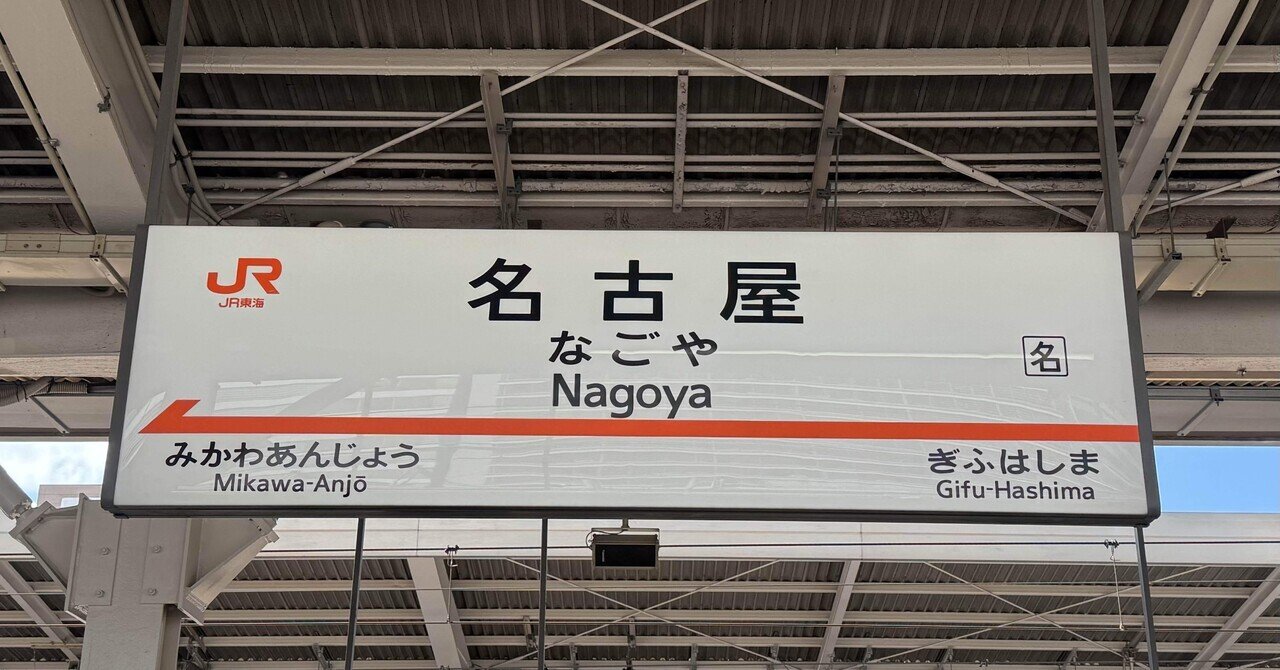 JR
JR東海
名古屋
なごや
名
Nagoya
みかわあんじょう
Mikawa-Anjō
ぎふはしま
Gifu-Hashima